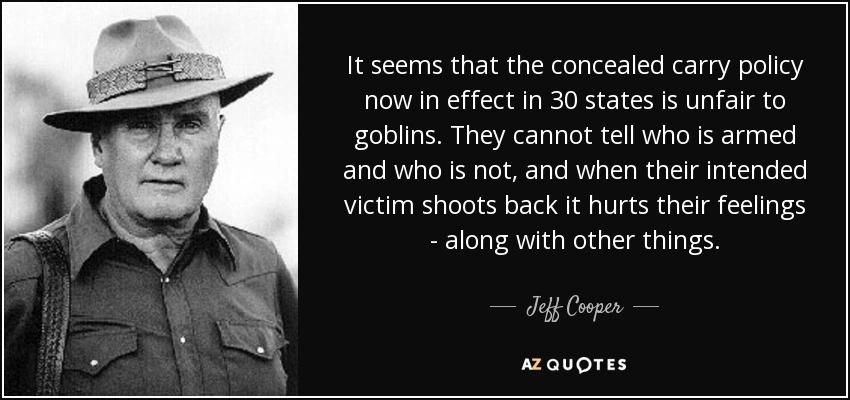 It seems that the concealed carry policy
now in effect in 30 states is unfair to
goblins. They cannot tell who is armed
and who is not, and when their intended
victim shoots back it hurts their feelings
- along with other things.
Jeff Cooper
AZ QUOTES